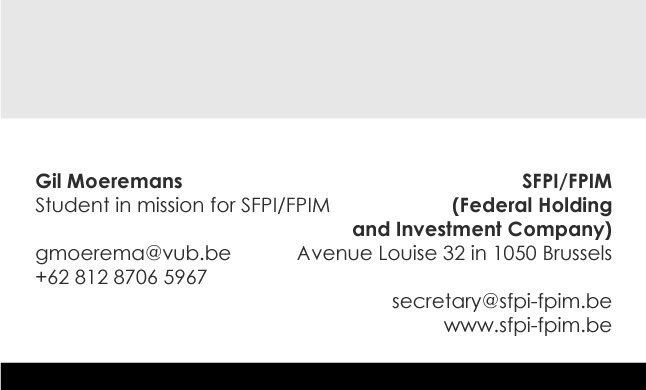 Gil Moeremans
Student in mission for SFPI/FPIM
gmoerema@vub.be
+62 812 8706 5967
SFPI/FPIM
(Federal Holding
and Investment Company)
Avenue Louise 32 in 1050 Brussels
secretary@sfpi-fpim.be
www.sfpi-fpim.be